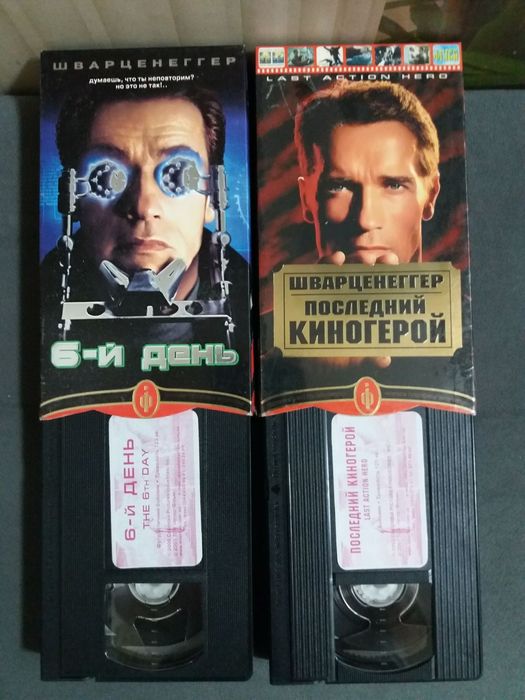 ШВАРЦЕНЕГГЕР
думаешь, что ты неповторим?
но это не так!..
6-й день
6-й ДЕНЬ
THE 6TH DAY
LAST ACTION HERO
ШВАРЦЕНЕГГЕР
ПОСЛЕДНИЙ
КИНОГЕРОЙ
ПОСЛЕДНИЙ КИНОГЕРОЙ
LAST ACTION HERO